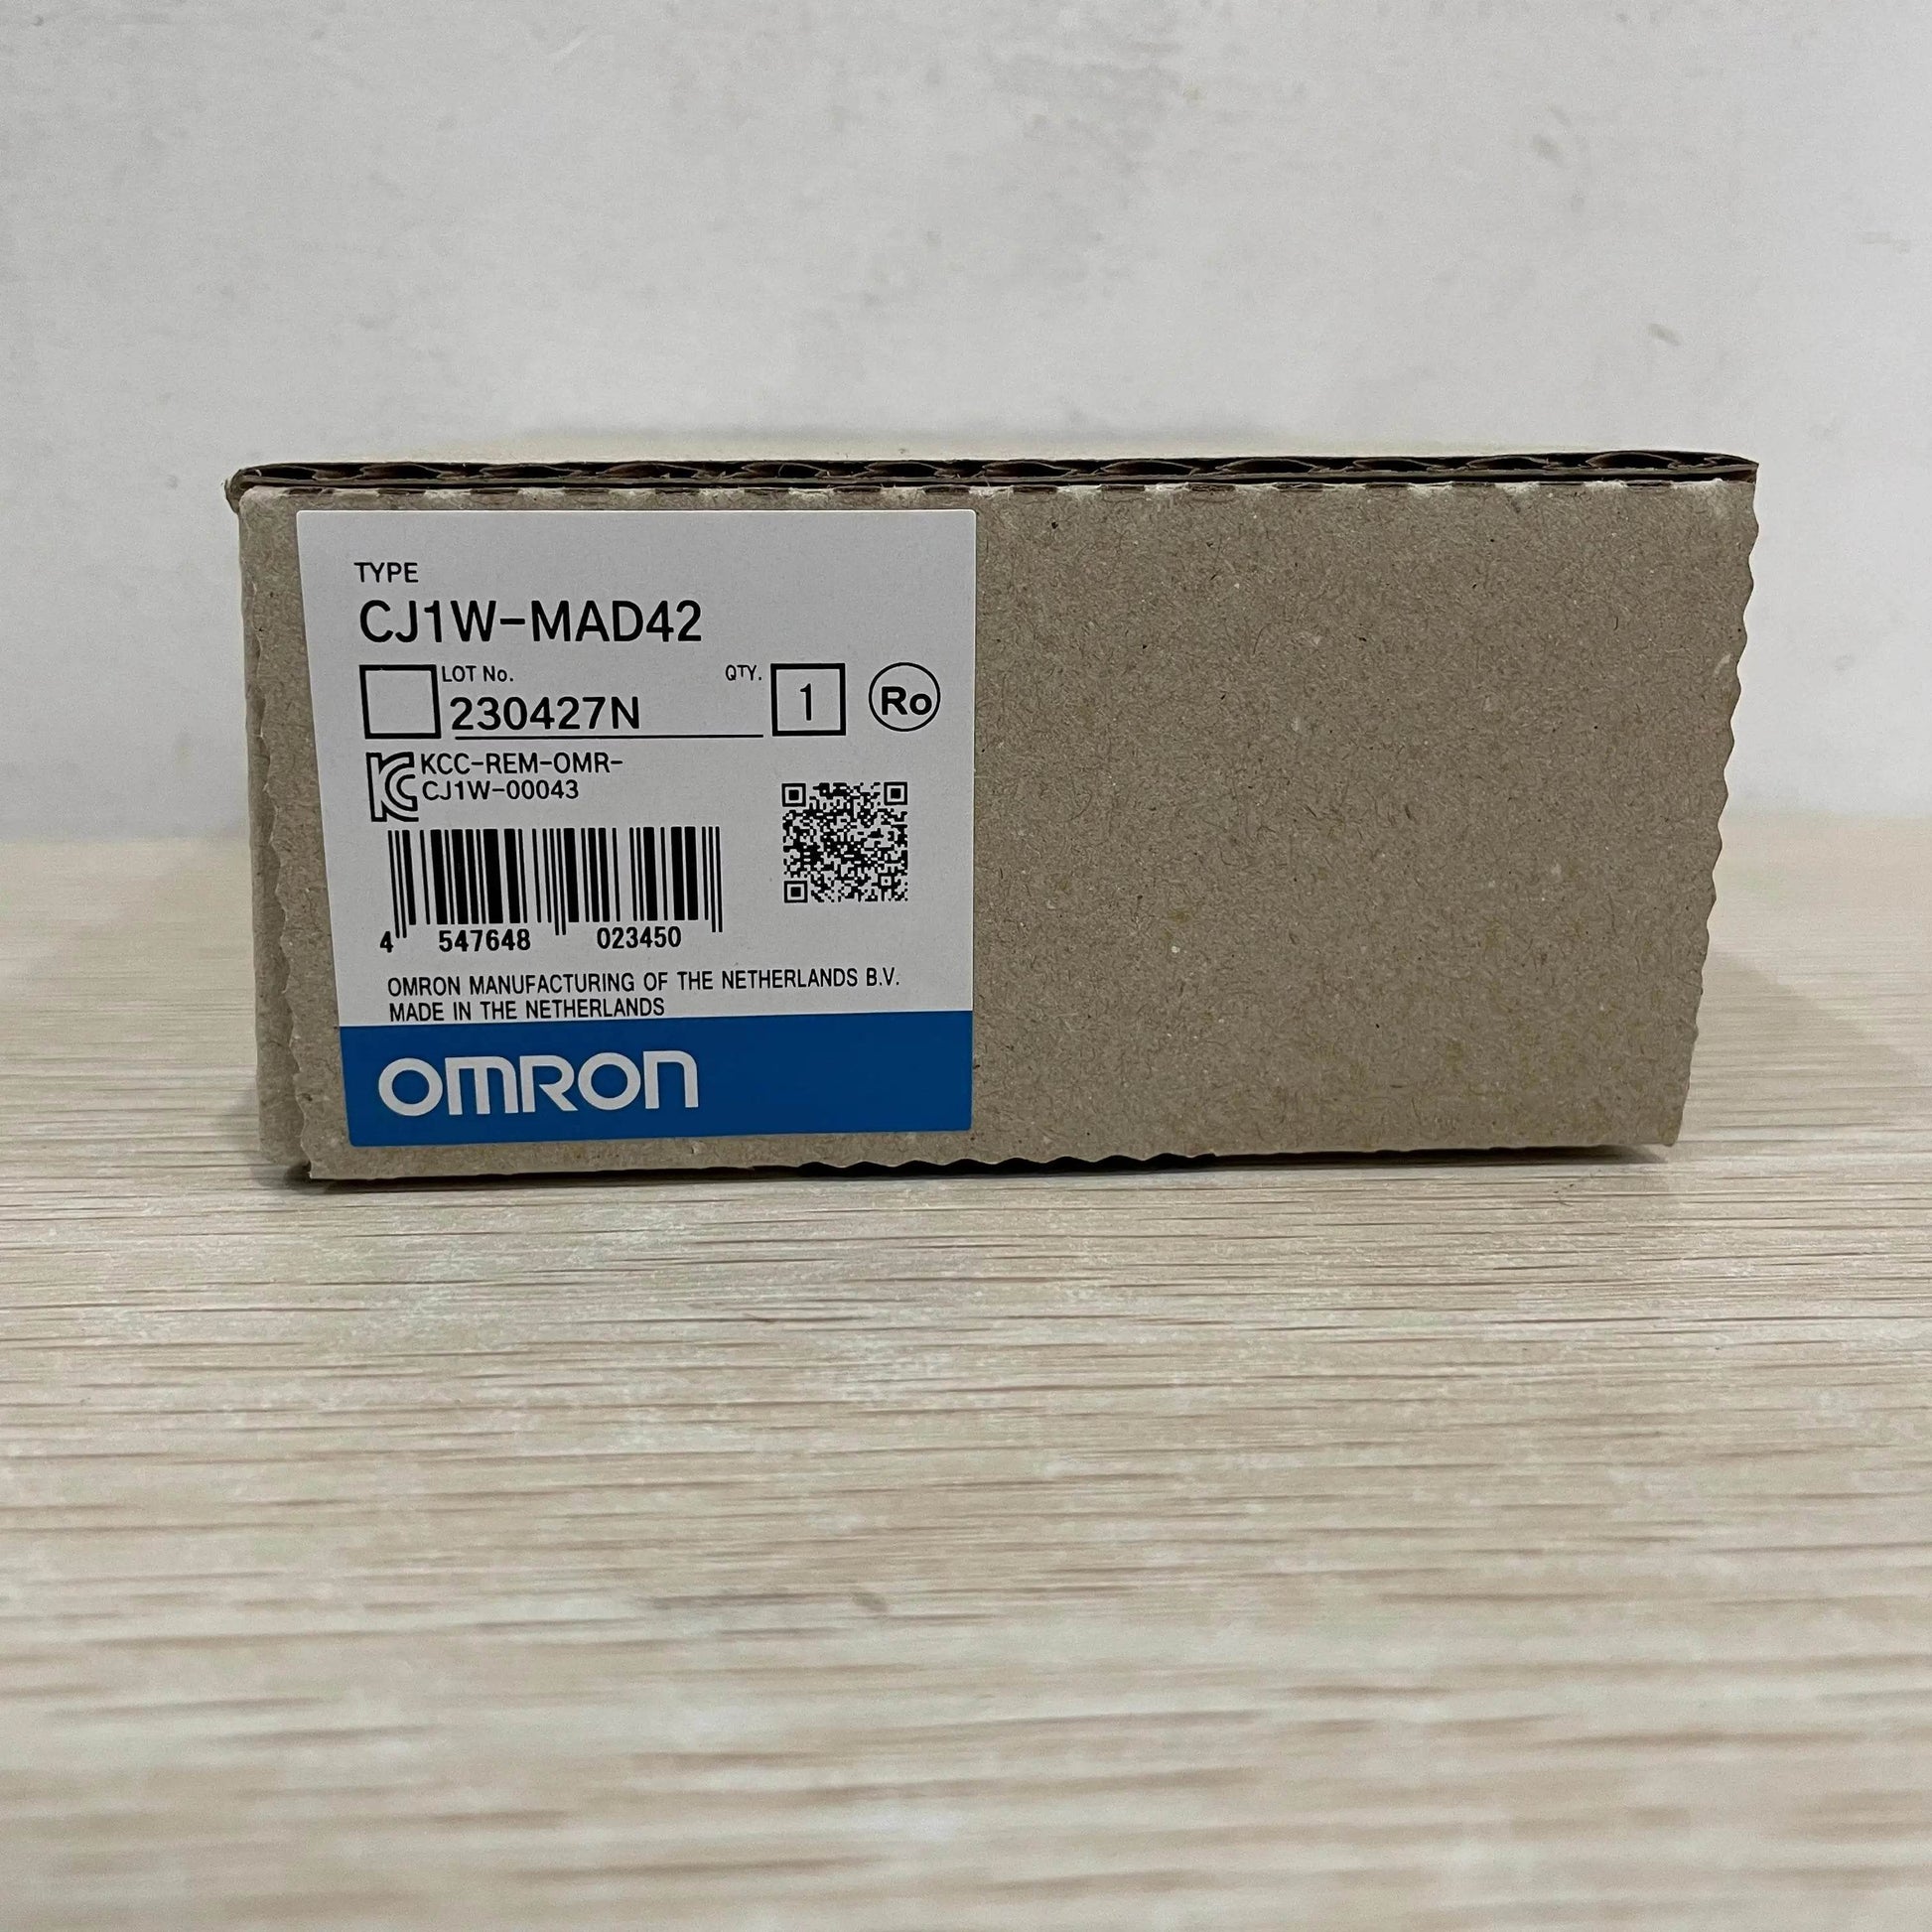 TYPE
CJ1W-MAD42
LOT No.
230427N
QTY.
1
Ro
KC
KCC-REM-OMR-
CJ1W-00043
4 547648 023450
OMRON MANUFACTURING OF THE NETHERLANDS B.V.
MADE IN THE NETHERLANDS
OMRON